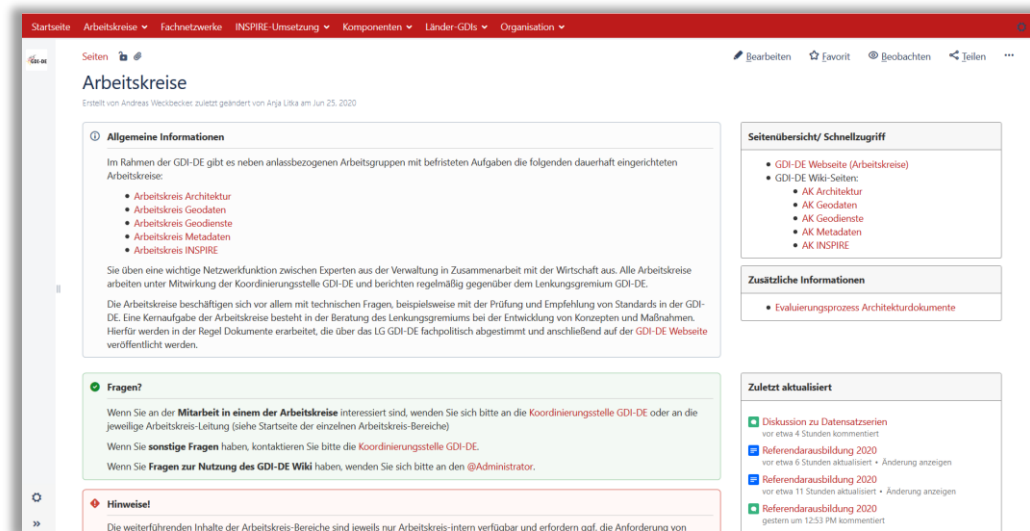 Startseite Arbeitskreise Fachnetzwerke INSPIRE-Umsetzung Komponenten Länder-GDIs Organisation
GDI-DE
Seiten
Bearbeiten Favorit Beobachten Teilen
Arbeitskreise
Erstellt von Andreas Weckbecker, zuletzt geändert von Anja Litka am Jun 25, 2020
Allgemeine Informationen
Im Rahmen der GDI-DE gibt es neben anlassbezogenen Arbeitsgruppen mit befristeten Aufgaben die folgenden dauerhaft eingerichteten
Arbeitskreise:
Arbeitskreis Architektur
Arbeitskreis Geodaten
Arbeitskreis Geodienste
Arbeitskreis Metadaten
Arbeitskreis INSPIRE
Sie üben eine wichtige Netzwerkfunktion zwischen Experten aus der Verwaltung in Zusammenarbeit mit der Wirtschaft aus. Alle Arbeitskreise
arbeiten unter Mitwirkung der Koordinierungsstelle GDI-DE und berichten regelmäßig gegenüber dem Lenkungsgremium GDI-DE.
Die Arbeitskreise beschäftigen sich vor allem mit technischen Fragen, beispielsweise mit der Prüfung und Empfehlung von Standards in der GDI-
DE. Eine Kernaufgabe der Arbeitskreise besteht in der Beratung des Lenkungsgremiums bei der Entwicklung von Konzepten und Maßnahmen.
Hierfür werden in der Regel Dokumente erarbeitet, die über das LG GDI-DE fachpolitisch abgestimmt und anschließend auf der GDI-DE Webseite
veröffentlicht werden.
Seitenübersicht/ Schnellzugriff
GDI-DE Webseite (Arbeitskreise)
GDI-DE Wiki-Seiten:
AK Architektur
AK Geodaten
AK Geodienste
AK Metadaten
AK INSPIRE
Zusätzliche Informationen
Evaluierungsprozess Architekturdokumente
Fragen?
Wenn Sie an der Mitarbeit in einem der Arbeitskreise interessiert sind, wenden Sie sich bitte an die Koordinierungsstelle GDI-DE oder an die
jeweilige Arbeitskreis-Leitung (siehe Startseite der einzelnen Arbeitskreis-Bereiche)
Wenn Sie sonstige Fragen haben, kontaktieren Sie bitte die Koordinierungsstelle GDI-DE.
Wenn Sie Fragen zur Nutzung des GDI-DE Wiki haben, wenden Sie sich bitte an den @Administrator.
Zuletzt aktualisiert
Diskussion zu Datensatzserien
vor etwa 4 Stunden kommentiert
Referendarausbildung 2020
vor etwa 6 Stunden aktualisiert • Änderung anzeigen
Referendarausbildung 2020
vor etwa 11 Stunden aktualisiert • Änderung anzeigen
Referendarausbildung 2020
gestern um 12:53 PM kommentiert
Hinweise!
Die weiterführenden Inhalte der Arbeitskreis-Bereiche sind jeweils nur Arbeitskreis-intern verfügbar und erfordern ggf. die Anforderung von